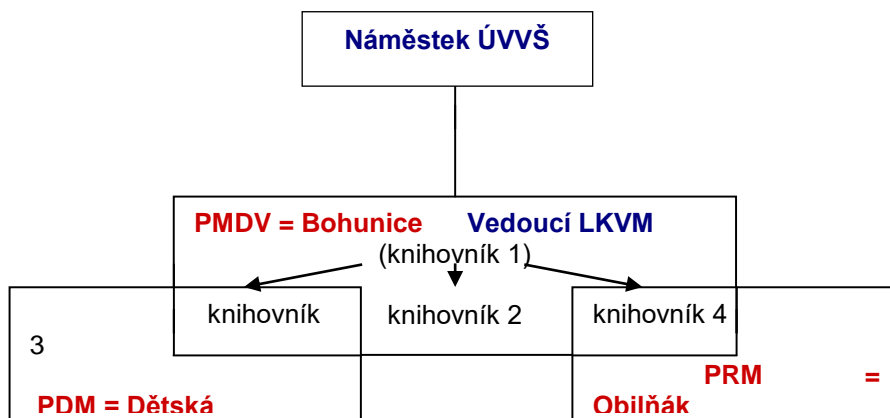 Náměstek ÚVVŠ
PMDV = Bohunice Vedoucí LKVM
(knihovník 1)
knihovník
3
PDM = Dětská
knihovník 2
knihovník 4
PRM =
Obilňák